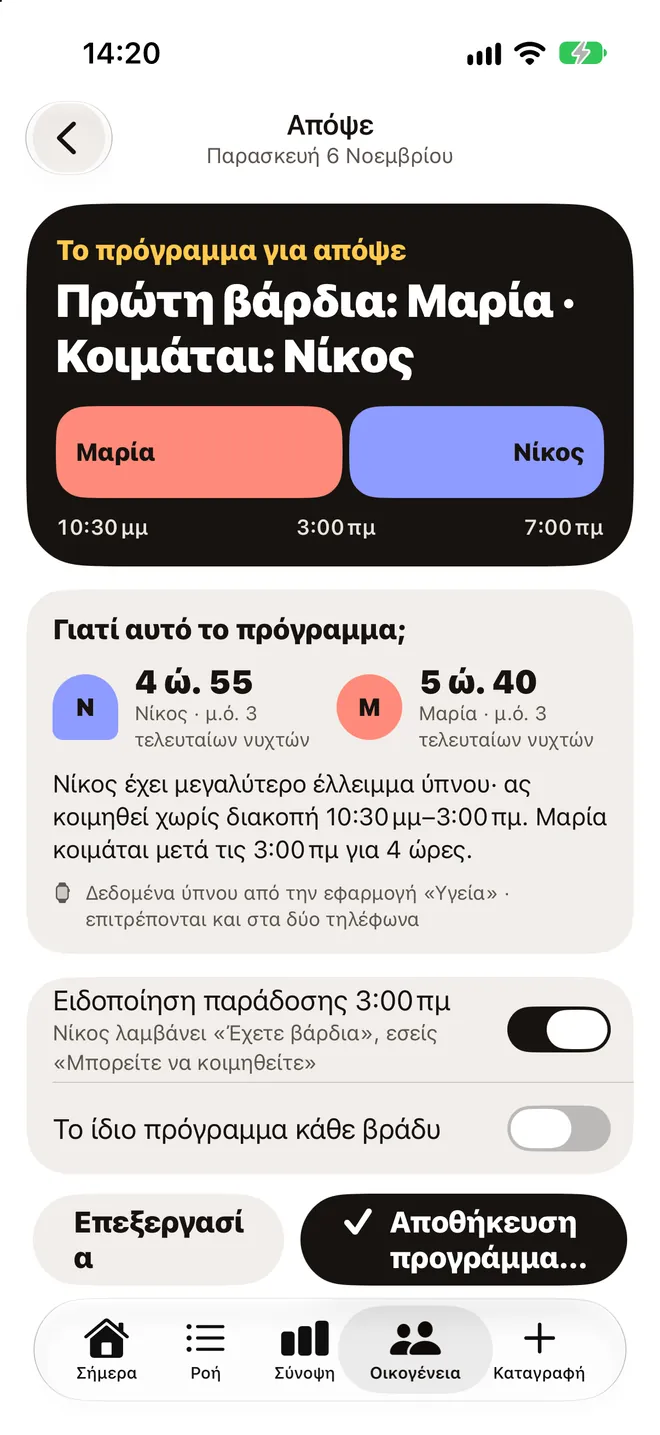 14:20
Απόψε
Παρασκευή 6 Νοεμβρίου
Το πρόγραμμα για απόψε
Πρώτη βάρδια: Μαρία ·
Κοιμάται: Νίκος
Μαρία
Νίκος
10:30 μμ
3:00 πμ
7:00 πμ
Γιατί αυτό το πρόγραμμα;
N
4 ώ. 55
Νίκος · μ.ό. 3
τελευταίων νυχτών
M
5 ώ. 40
Μαρία · μ.ό. 3
τελευταίων νυχτών
Νίκος έχει μεγαλύτερο έλλειμμα ύπνου· ας
κοιμηθεί χωρίς διακοπή 10:30 μμ–3:00 πμ. Μαρία
κοιμάται μετά τις 3:00 πμ για 4 ώρες.
Δεδομένα ύπνου από την εφαρμογή «Υγεία» ·
επιτρέπονται και στα δύο τηλέφωνα
Ειδοποίηση παράδοσης 3:00 πμ
Νίκος λαμβάνει «Έχετε βάρδια», εσείς
«Μπορείτε να κοιμηθείτε»
Το ίδιο πρόγραμμα κάθε βράδυ
Επεξεργασί
α
Αποθήκευση
προγράμμα...
Σήμερα
Ροή
Σύνοψη
Οικογένεια
Καταγραφή